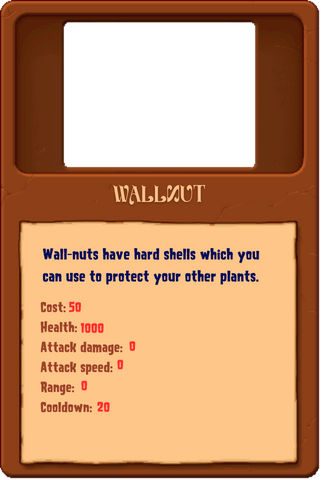 WALLNUT
Wall-nuts have hard shells which you
can use to protect your other plants.
Cost: 50
Health: 1000
Attack damage: 0
Attack speed: 0
Range: 0
Cooldown: 20